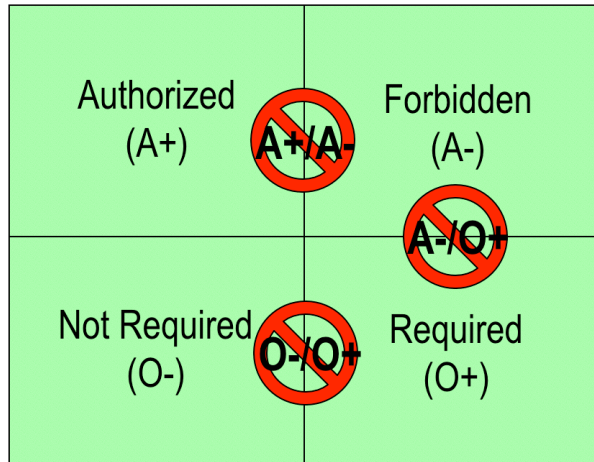 Authorized
(A+)
Forbidden
(A-)
A+/A-
A-/O+
Not Required
(O-)
Required
(O+)
O-/O+